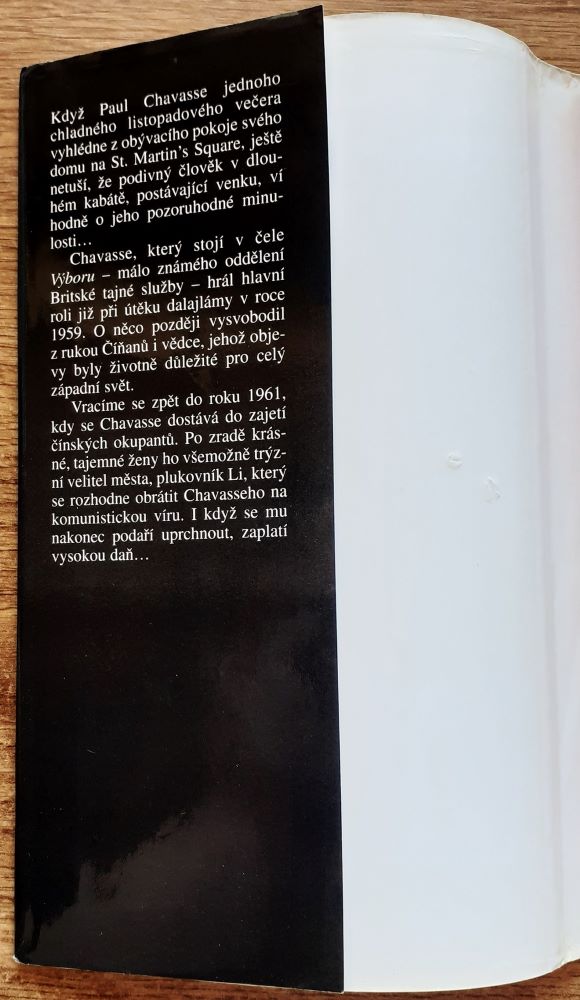 Když Paul Chavasse jednoho
chladného listopadového večera
vyhlédne z obývacího pokoje svého
domu na St. Martin's Square, ještě
netuší, že podivný člověk v dlou-
hém kabátě, postávající venku, ví
hodně o jeho pozoruhodné minu-
losti...
Chavasse, který stojí v čele
Výboru – málo známého oddělení
Britské tajné služby – hrál hlavní
roli již při útěku dalajlámy v roce
1959. O něco později vysvobodil
z rukou Číňanů i vědce, jehož obje-
vy byly životně důležité pro celý
západní svět.
Vracíme se zpět do roku 1961,
kdy se Chavasse dostává do zajetí
čínských okupantů. Po zradě krás-
né, tajemné ženy ho všemožně trýz-
ní velitel města, plukovník Li, který
se rozhodne obrátit Chavasseho na
komunistickou víru. I když se mu
nakonec podaří uprchnout, zaplatí
vysokou daň...